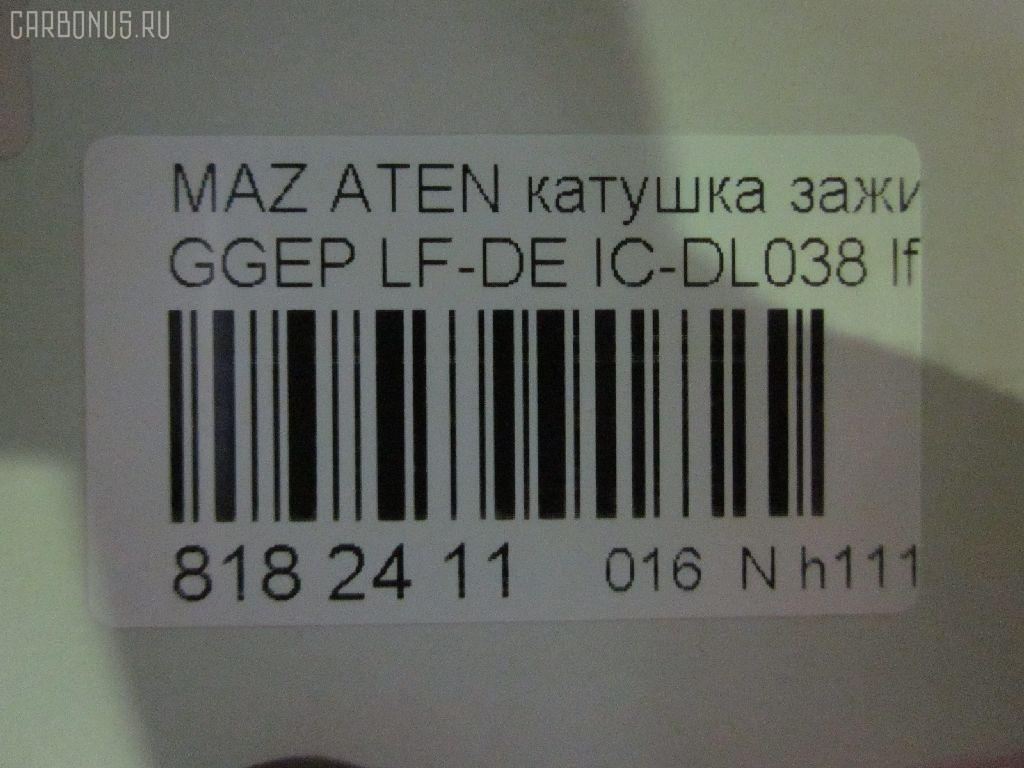 CARBONUS.RU
MAZ ATEN катушка зажи
GGEP LF-DE IC-DL038 lf
818 24 11 016 N h111